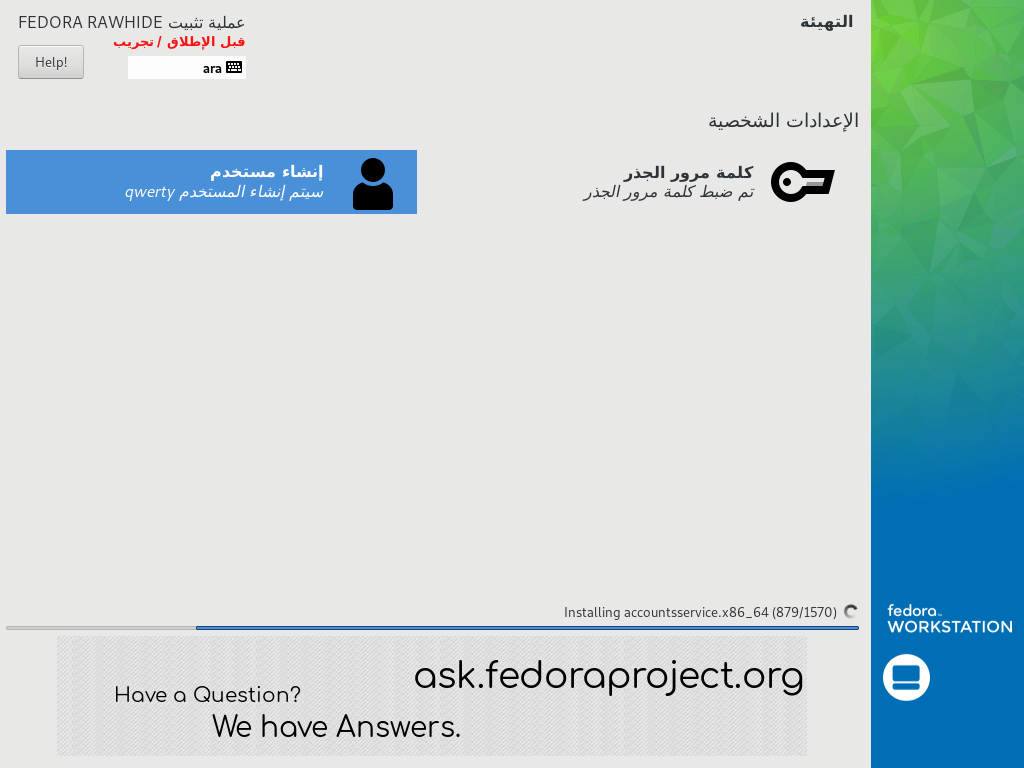 التهيئة
عملية تثبيت FEDORA RAWHIDE
قبل الإطلاق / تجريب
ara
Help!
الإعدادات الشخصية
كلمة مرور الجذر
تم ضبط كلمة مرور الجذر
إنشاء مستخدم
سيتم إنشاء المستخدم qwerty
Installing accountsservice.x86_64 (879/1570)
ask.fedoraproject.org
Have a Question?
We have Answers.
fedora™
WORKSTATION